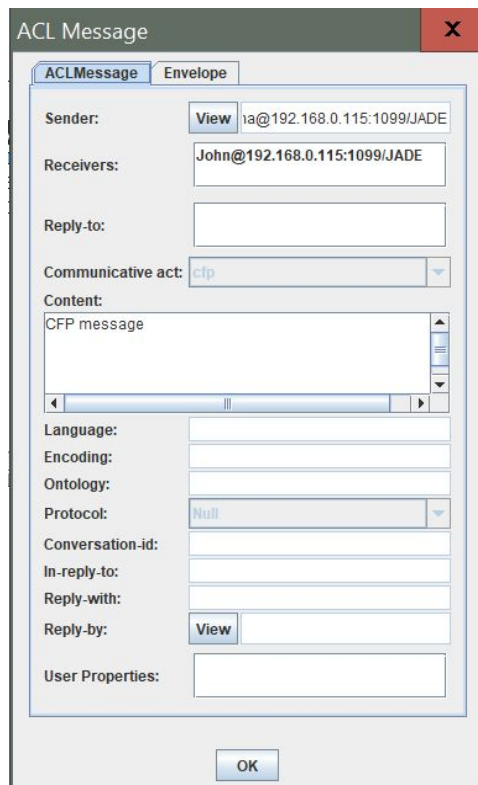 ACL Message
X
ACLMessage Envelope
Sender: View a@192.168.0.115:1099/JADE
Receivers: John@192.168.0.115:1099/JADE
Reply-to:
Communicative act: cfp
Content:
CFP message
Language:
Encoding:
Ontology:
Protocol: Null
Conversation-id:
In-reply-to:
Reply-with:
Reply-by: View
User Properties:
OK